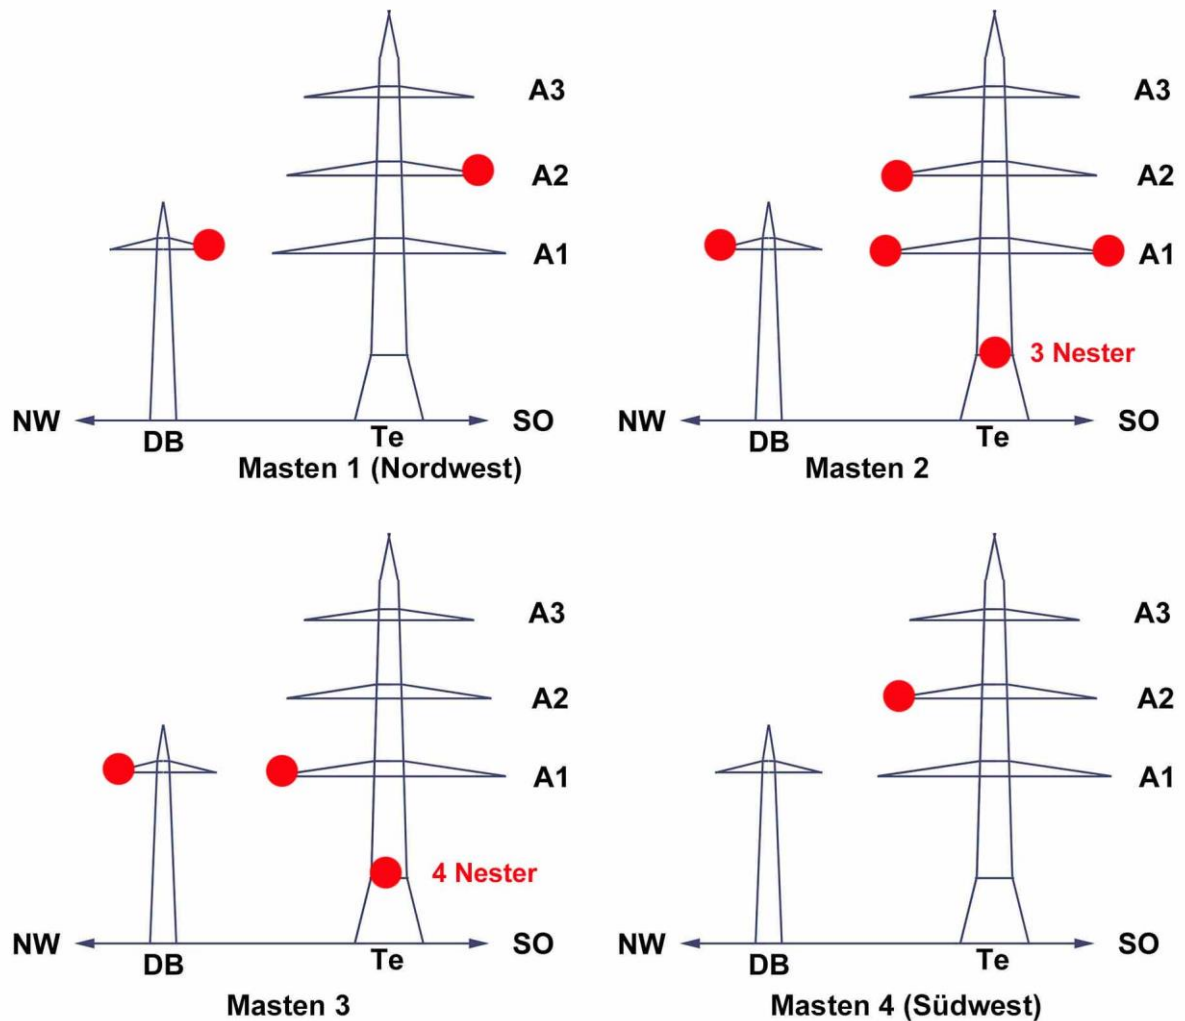 A3
A2
A1
NW
SO
DB
Te
Masten 1 (Nordwest)
A3
A2
A1
3 Nester
NW
SO
DB
Te
Masten 2
A3
A2
A1
4 Nester
NW
SO
DB
Te
Masten 3
A3
A2
A1
NW
SO
DB
Te
Masten 4 (Südwest)